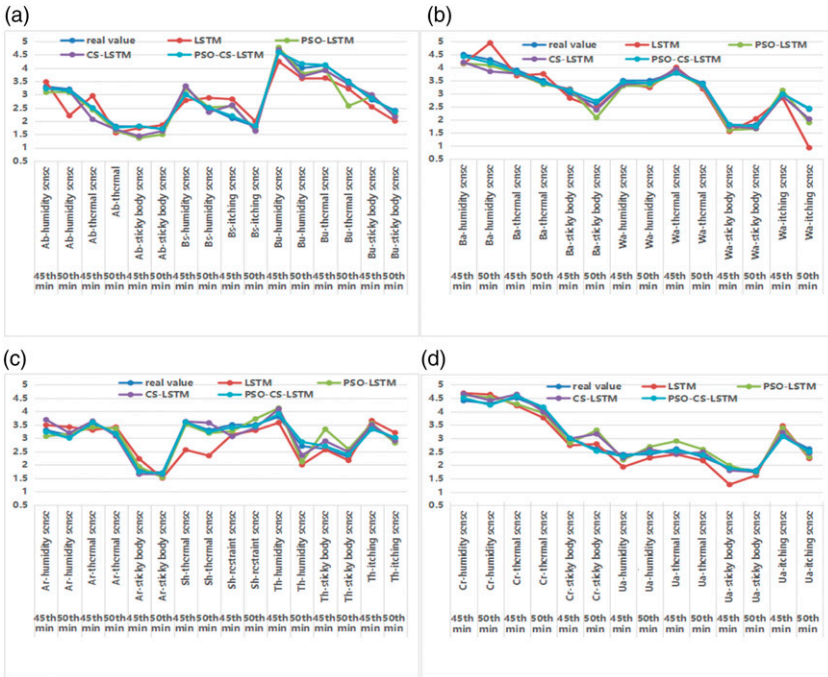 (a)
real value LSTM PSO-LSTM
CS-LSTM PSO-CS-LSTM
5
4.5
4
3.5
3
2.5
2
1.5
1
0.5
Ab-humidity sense
Ab-humidity sense
Ab-thermal sense
Ab-thermal
Ab-sticky body sense
Ab-sticky body sense
Bs-humidity sense
Bs-humidity sense
Bs-itching sense
Bs-itching sense
Bu-humidity sense
Bu-humidity sense
Bu-thermal sense
Bu-thermal sense
Bu-sticky body sense
Bu-sticky body sense
45th 50th 45th 50th 45th 50th 45th 50th 45th 50th 45th 50th 45th 50th 45th 50th
min min min min min min min min min min min min min min min min
(b)
real value LSTM PSO-LSTM
CS-LSTM PSO-CS-LSTM
5
4.5
4
3.5
3
2.5
2
1.5
1
0.5
Ba-humidity sense
Ba-humidity sense
Ba-thermal sense
Ba-thermal sense
Ba-sticky body sense
Ba-sticky body sense
Wa-humidity sense
Wa-humidity sense
Wa-thermal sense
Wa-thermal sense
Wa-sticky body sense
Wa-sticky body sense
Wa-itching sense
Wa-itching sense
45th 50th 45th 50th 45th 50th 45th 50th 45th 50th 45th 50th 45th 50th
min min min min min min min min min min min min min min
(c)
real value LSTM PSO-LSTM
CS-LSTM PSO-CS-LSTM
5
4.5
4
3.5
3
2.5
2
1.5
1
0.5
Ar-humidity sense
Ar-humidity sense
Ar-thermal sense
Ar-thermal sense
Ar-sticky body sense
Ar-sticky body sense
Sh-thermal sense
Sh-thermal sense
Sh-restraint sense
Sh-restraint sense
Th-humidity sense
Th-humidity sense
Th-sticky body sense
Th-sticky body sense
Th-itching sense
Th-itching sense
45th 50th 45th 50th 45th 50th 45th 50th 45th 50th 45th 50th 45th 50th 45th 50th
min min min min min min min min min min min min min min min min
(d)
real value LSTM PSO-LSTM
CS-LSTM PSO-CS-LSTM
5
4.5
4
3.5
3
2.5
2
1.5
1
0.5
Cr-humidity sense
Cr-humidity sense
Cr-thermal sense
Cr-thermal sense
Cr-sticky body sense
Cr-sticky body sense
Ua-humidity sense
Ua-humidity sense
Ua-thermal sense
Ua-thermal sense
Ua-sticky body sense
Ua-sticky body sense
Ua-itching sense
Ua-itching sense
45th 50th 45th 50th 45th 50th 45th 50th 45th 50th 45th 50th 45th 50th
min min min min min min min min min min min min min min